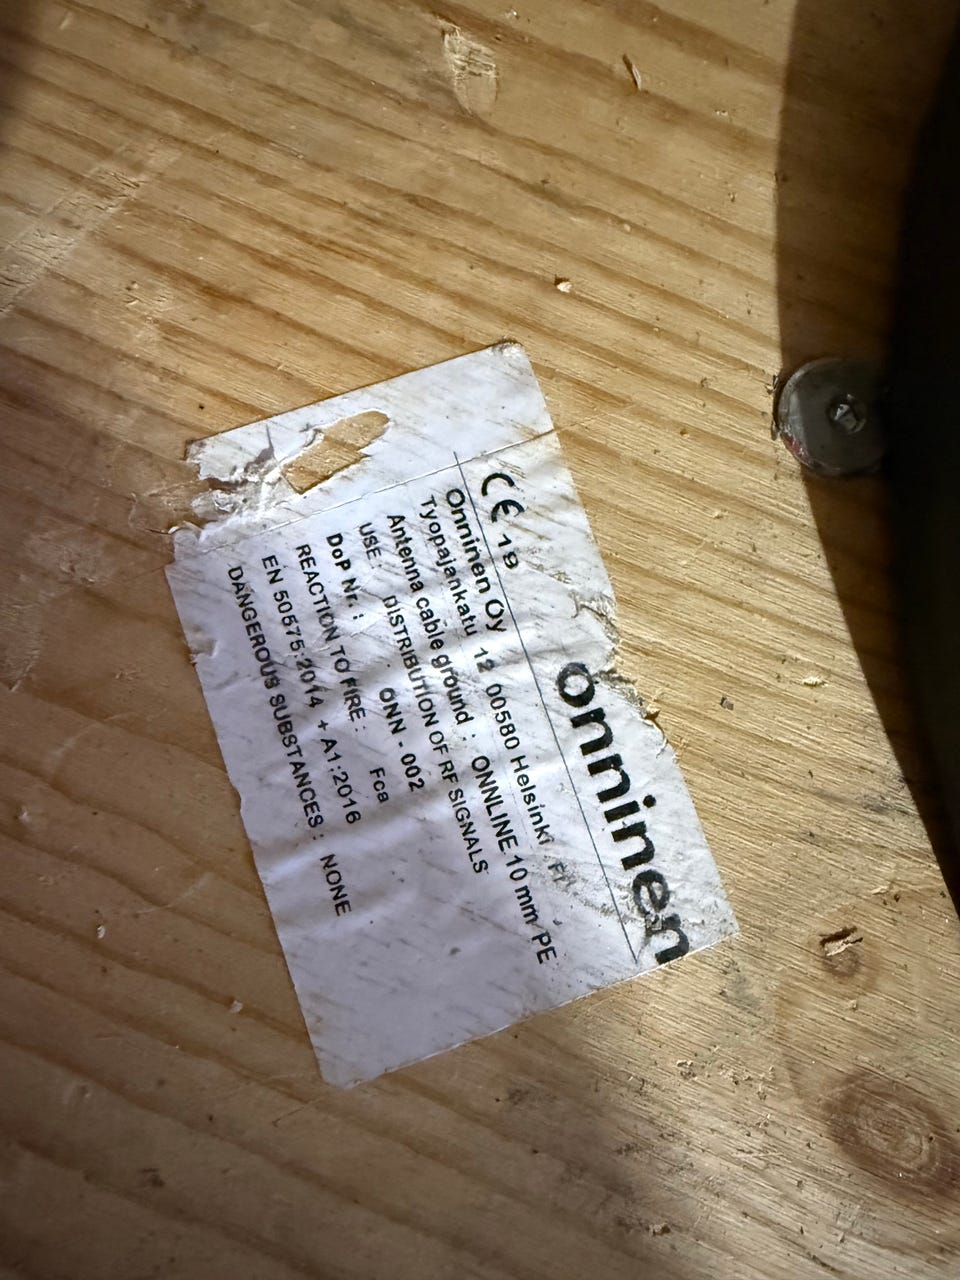 onninen
CE 19
Onninen Oy
Tyopajankatu 12 00580 Helsinki FI
Antenna cable ground : ONNLINE 10 mm PE
USE : DISTRIBUTION OF RF SIGNALS
DoP Nr. : ONN - 002
REACTION TO FIRE : Fca
EN 50575:2014 + A1:2016
DANGEROUS SUBSTANCES : NONE